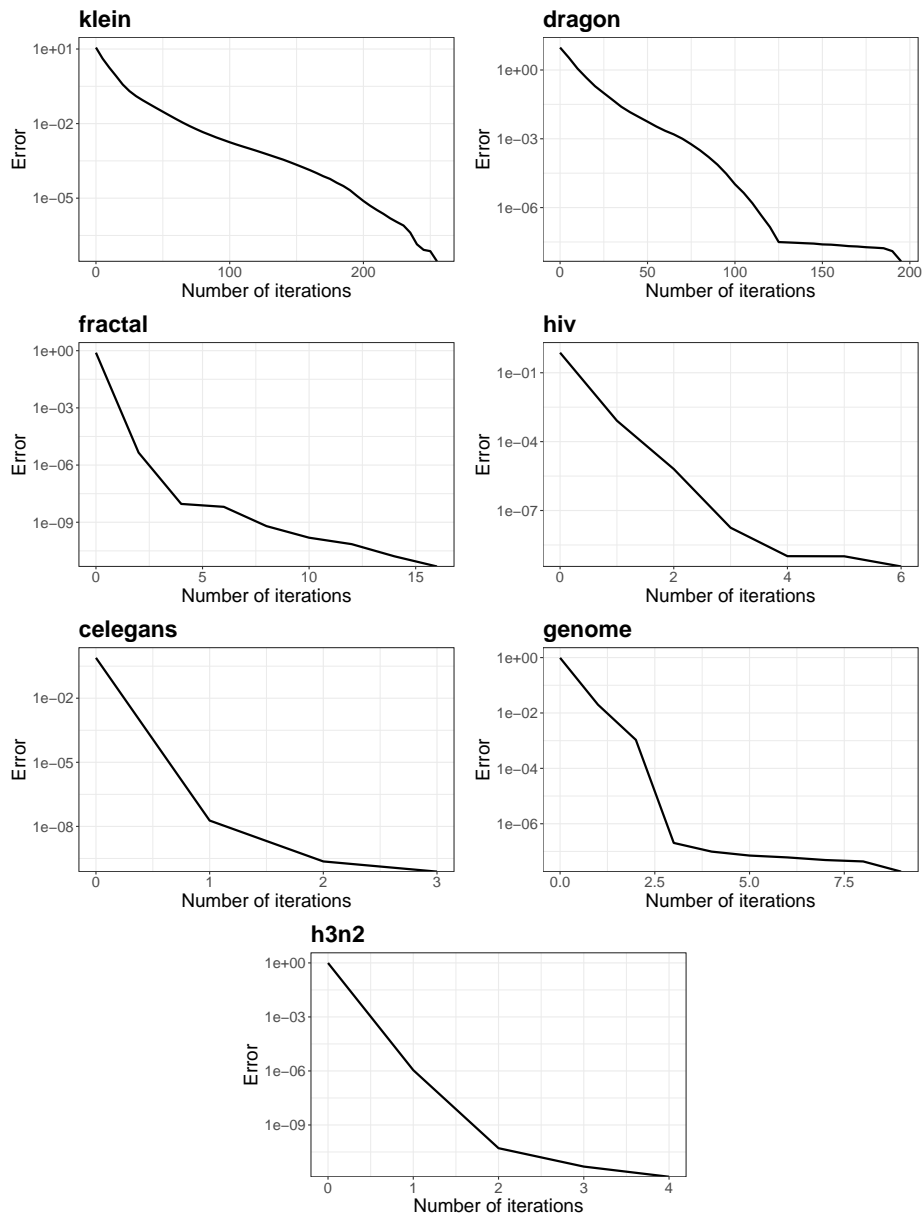 klein
1e+01
1e−02
1e−05
Error
0 100 200
Number of iterations
dragon
1e+00
1e−03
1e−06
Error
0 50 100 150 200
Number of iterations
fractal
1e+00
1e−03
1e−06
1e−09
Error
0 5 10 15
Number of iterations
hiv
1e−01
1e−04
1e−07
Error
0 2 4 6
Number of iterations
celegans
1e−02
1e−05
1e−08
Error
0 1 2 3
Number of iterations
genome
1e+00
1e−02
1e−04
1e−06
Error
0.0 2.5 5.0 7.5
Number of iterations
h3n2
1e+00
1e−03
1e−06
1e−09
Error
0 1 2 3 4
Number of iterations